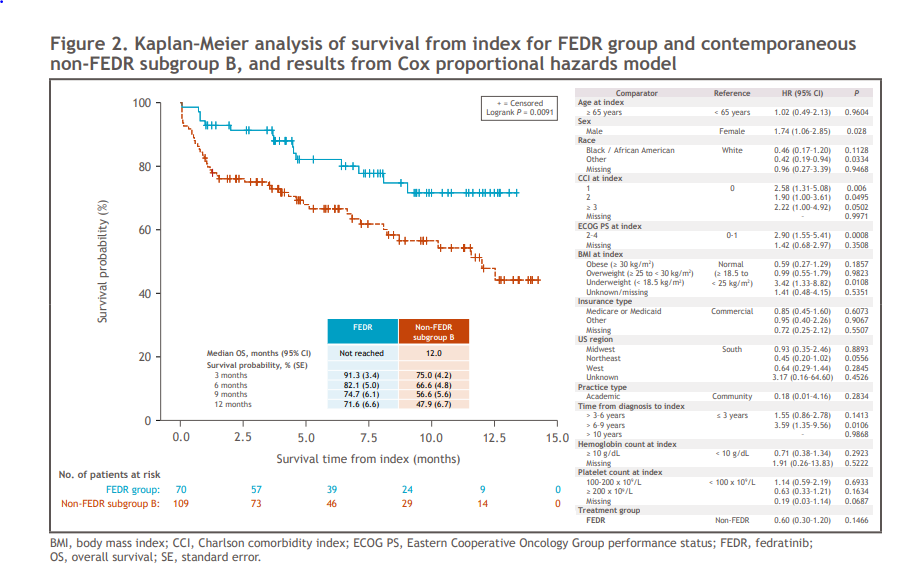 Figure 2. Kaplan-Meier analysis of survival from index for FEDR group and contemporaneous
non-FEDR subgroup B, and results from Cox proportional hazards model
+ = Censored
Logrank P = 0.0091
Survival probability (%)
100
80
60
40
20
0
0.0 2.5 5.0 7.5 10.0 12.5 15.0
Survival time from index (months)
FEDR Non-FEDR
subgroup B
Median OS, months (95% CI) Not reached 12.0
Survival probability, % (SE)
3 months 91.3 (3.4) 75.0 (4.2)
6 months 82.1 (5.0) 66.6 (4.8)
9 months 74.7 (6.1) 56.6 (5.6)
12 months 71.6 (6.6) 47.9 (6.7)
No. of patients at risk
FEDR group: 70 57 39 24 9 0
Non-FEDR subgroup B: 109 73 46 29 14 0
Comparator Reference HR (95% CI) P
Age at index
≥ 65 years < 65 years 1.02 (0.49-2.13) 0.9604
Sex
Male Female 1.74 (1.06-2.85) 0.028
Race
Black / African American White 0.46 (0.17-1.20) 0.1128
Other 0.42 (0.19-0.94) 0.0334
Missing 0.96 (0.27-3.39) 0.9468
CCI at index
1 0 2.58 (1.31-5.08) 0.006
2 1.90 (1.00-3.61) 0.0495
≥ 3 2.22 (1.00-4.92) 0.0502
Missing - 0.9971
ECOG PS at index
2-4 0-1 2.90 (1.55-5.41) 0.0008
Missing 1.42 (0.68-2.97) 0.3508
BMI at index
Obese (≥ 30 kg/m²) Normal 0.59 (0.27-1.29) 0.1857
Overweight (≥ 25 to < 30 kg/m²) (≥ 18.5 to 0.99 (0.55-1.79) 0.9823
Underweight (< 18.5 kg/m²) < 25 kg/m²) 3.42 (1.33-8.82) 0.0108
Unknown/missing 1.41 (0.48-4.15) 0.5351
Insurance type
Medicare or Medicaid Commercial 0.85 (0.45-1.60) 0.6073
Other 0.95 (0.40-2.26) 0.9067
Missing 0.72 (0.25-2.12) 0.5507
US region
Midwest South 0.93 (0.35-2.46) 0.8893
Northeast 0.45 (0.20-1.02) 0.0556
West 0.64 (0.29-1.44) 0.2845
Unknown 3.17 (0.16-64.60) 0.4526
Practice type
Academic Community 0.18 (0.01-4.16) 0.2834
Time from diagnosis to index
> 3-6 years ≤ 3 years 1.55 (0.86-2.78) 0.1413
> 6-9 years 3.59 (1.35-9.56) 0.0106
> 10 years - 0.9868
Hemoglobin count at index
≥ 10 g/dL < 10 g/dL 0.71 (0.38-1.34) 0.2923
Missing 1.91 (0.26-13.83) 0.5222
Platelet count at index
100-200 x 10⁹/L < 100 x 10⁹/L 1.14 (0.59-2.19) 0.6933
≥ 200 x 10⁹/L 0.63 (0.33-1.21) 0.1634
Missing 0.19 (0.03-1.14) 0.0687
Treatment group
FEDR Non-FEDR 0.60 (0.30-1.20) 0.1466
BMI, body mass index; CCI, Charlson comorbidity index; ECOG PS, Eastern Cooperative Oncology Group performance status; FEDR, fedratinib;
OS, overall survival; SE, standard error.